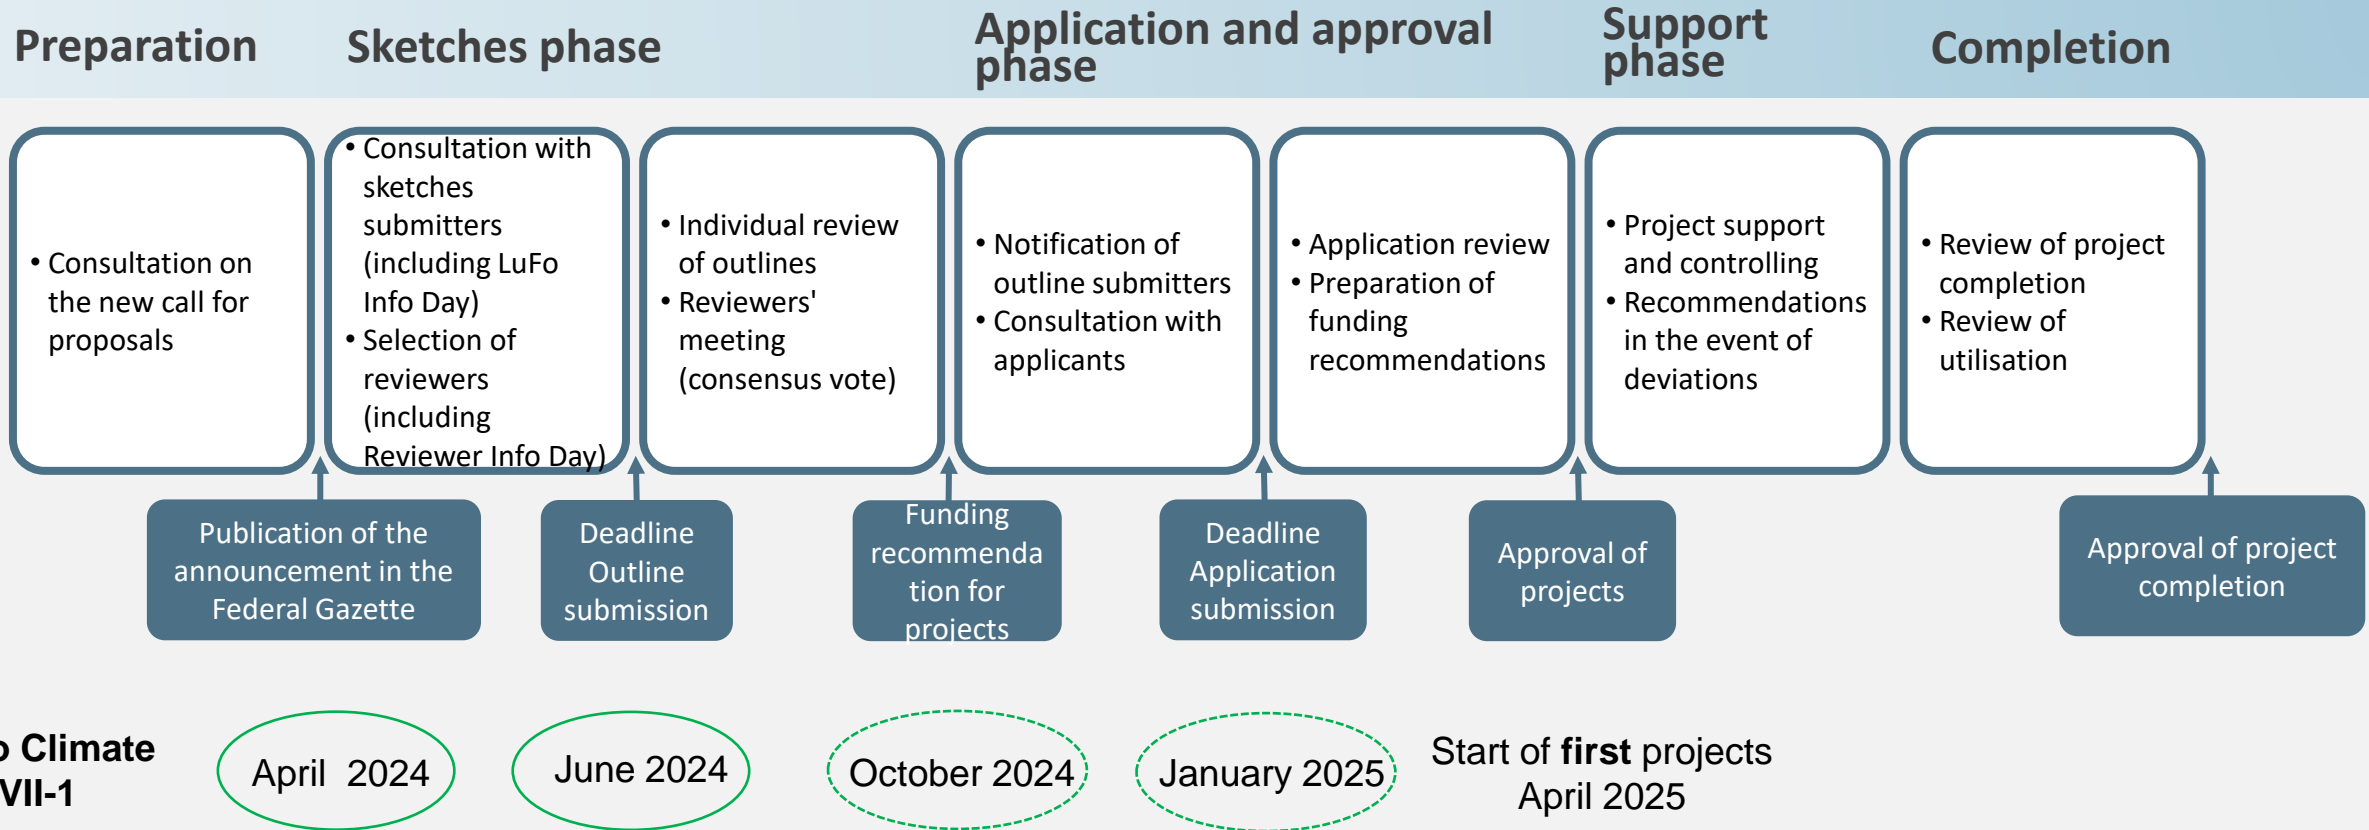 Preparation
Sketches phase
Application and approval
phase
Support
phase
Completion
• Consultation on
the new call for
proposals
• Consultation with
sketches
submitters
(including LuFo
Info Day)
• Selection of
reviewers
(including
Reviewer Info Day)
• Individual review
of outlines
• Reviewers'
meeting
(consensus vote)
• Notification of
outline submitters
• Consultation with
applicants
• Application review
• Preparation of
funding
recommendations
• Project support
and controlling
• Recommendations
in the event of
deviations
• Review of project
completion
• Review of
utilisation
Publication of the
announcement in the
Federal Gazette
Deadline
Outline
submission
Funding
recommenda
tion for
projects
Deadline
Application
submission
Approval of
projects
Approval of project
completion
o Climate
VII-1
April 2024
June 2024
October 2024
January 2025
Start of first projects
April 2025